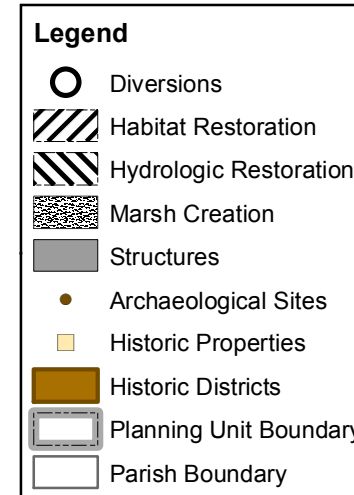 Legend
Diversions
Habitat Restoration
Hydrologic Restoration
Marsh Creation
Structures
Archaeological Sites
Historic Properties
Historic Districts
Planning Unit Boundary
Parish Boundary